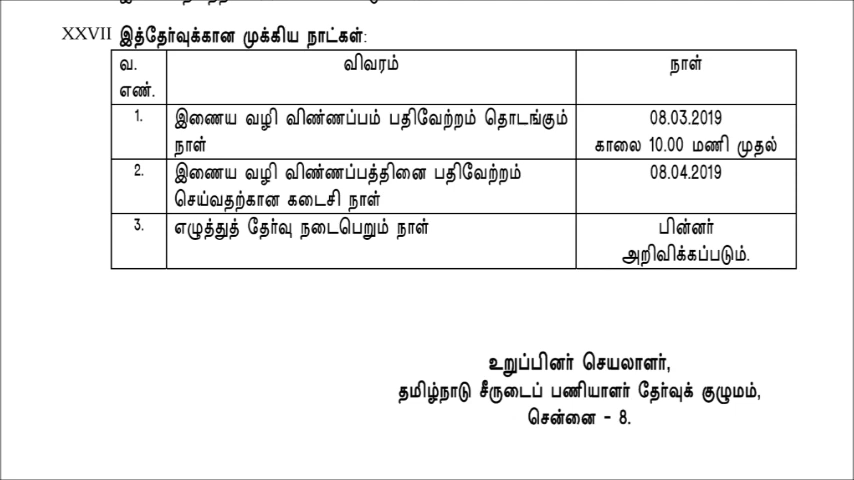 XXVII இத்தேர்வுக்கான முக்கிய நாட்கள்:
வ. எண்.
விவரம்
நாள்
1.
இணைய வழி விண்ணப்பம் பதிவேற்றம் தொடங்கும்
நாள்
08.03.2019
காலை 10.00 மணி முதல்
2.
இணைய வழி விண்ணப்பத்தினை பதிவேற்றம்
செய்வதற்கான கடைசி நாள்
08.04.2019
3.
எழுத்துத் தேர்வு நடைபெறும் நாள்
பின்னர்
அறிவிக்கப்படும்.
உறுப்பினர் செயலாளர்,
தமிழ்நாடு சீருடைப் பணியாளர் தேர்வுக் குழுமம்,
சென்னை - 8.